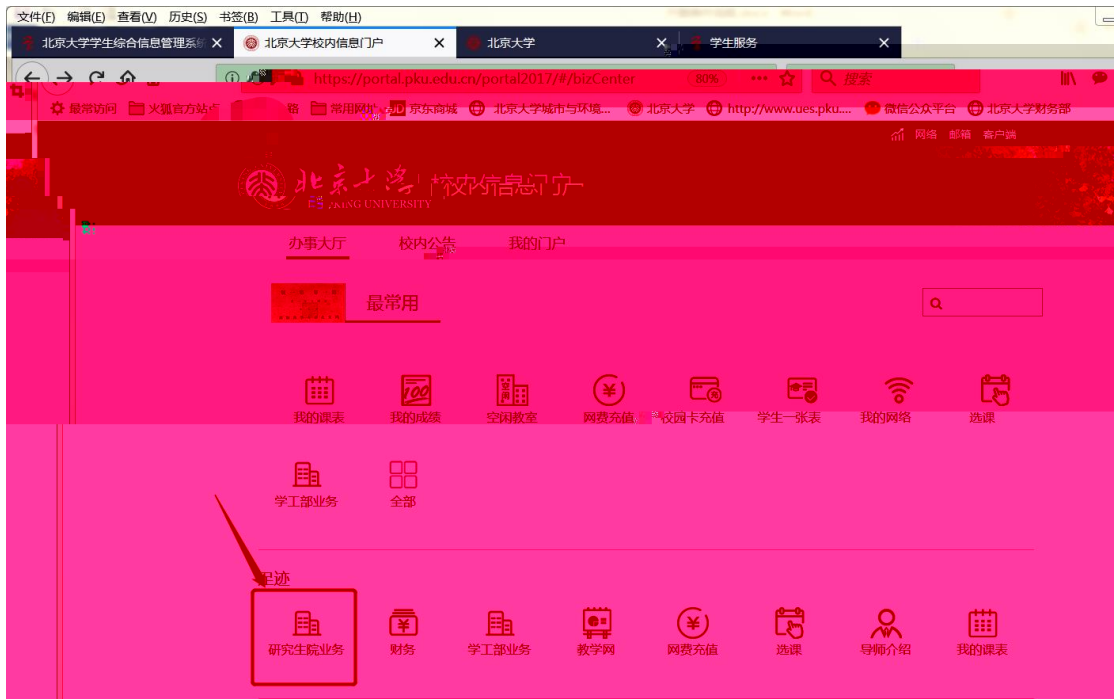 文件(F) 编辑(E) 查看(V) 历史(S) 书签(B) 工具(T) 帮助(H)
北京大学学生综合信息管理系统 北京大学校内信息门户 北京大学 学生服务
https://portal.pku.edu.cn/portal2017/#/bizCenter 80% 搜索
最常访问 火狐官方站点 常用网址 JD 京东商城 北京大学城市与环境... 北京大学 http://www.ues.pku.... 微信公众平台 北京大学财务部
网络 邮箱 客户端
北京大学 校内信息门户
PEKING UNIVERSITY
办事大厅 校内公告 我的门户
最常用
我的课表 我的成绩 空闲教室 网费充值 校园卡充值 学生一张表 我的网络 选课
学工部业务 全部
足迹
研究生院业务 财务 学工部业务 教学网 网费充值 选课 导师介绍 我的课表